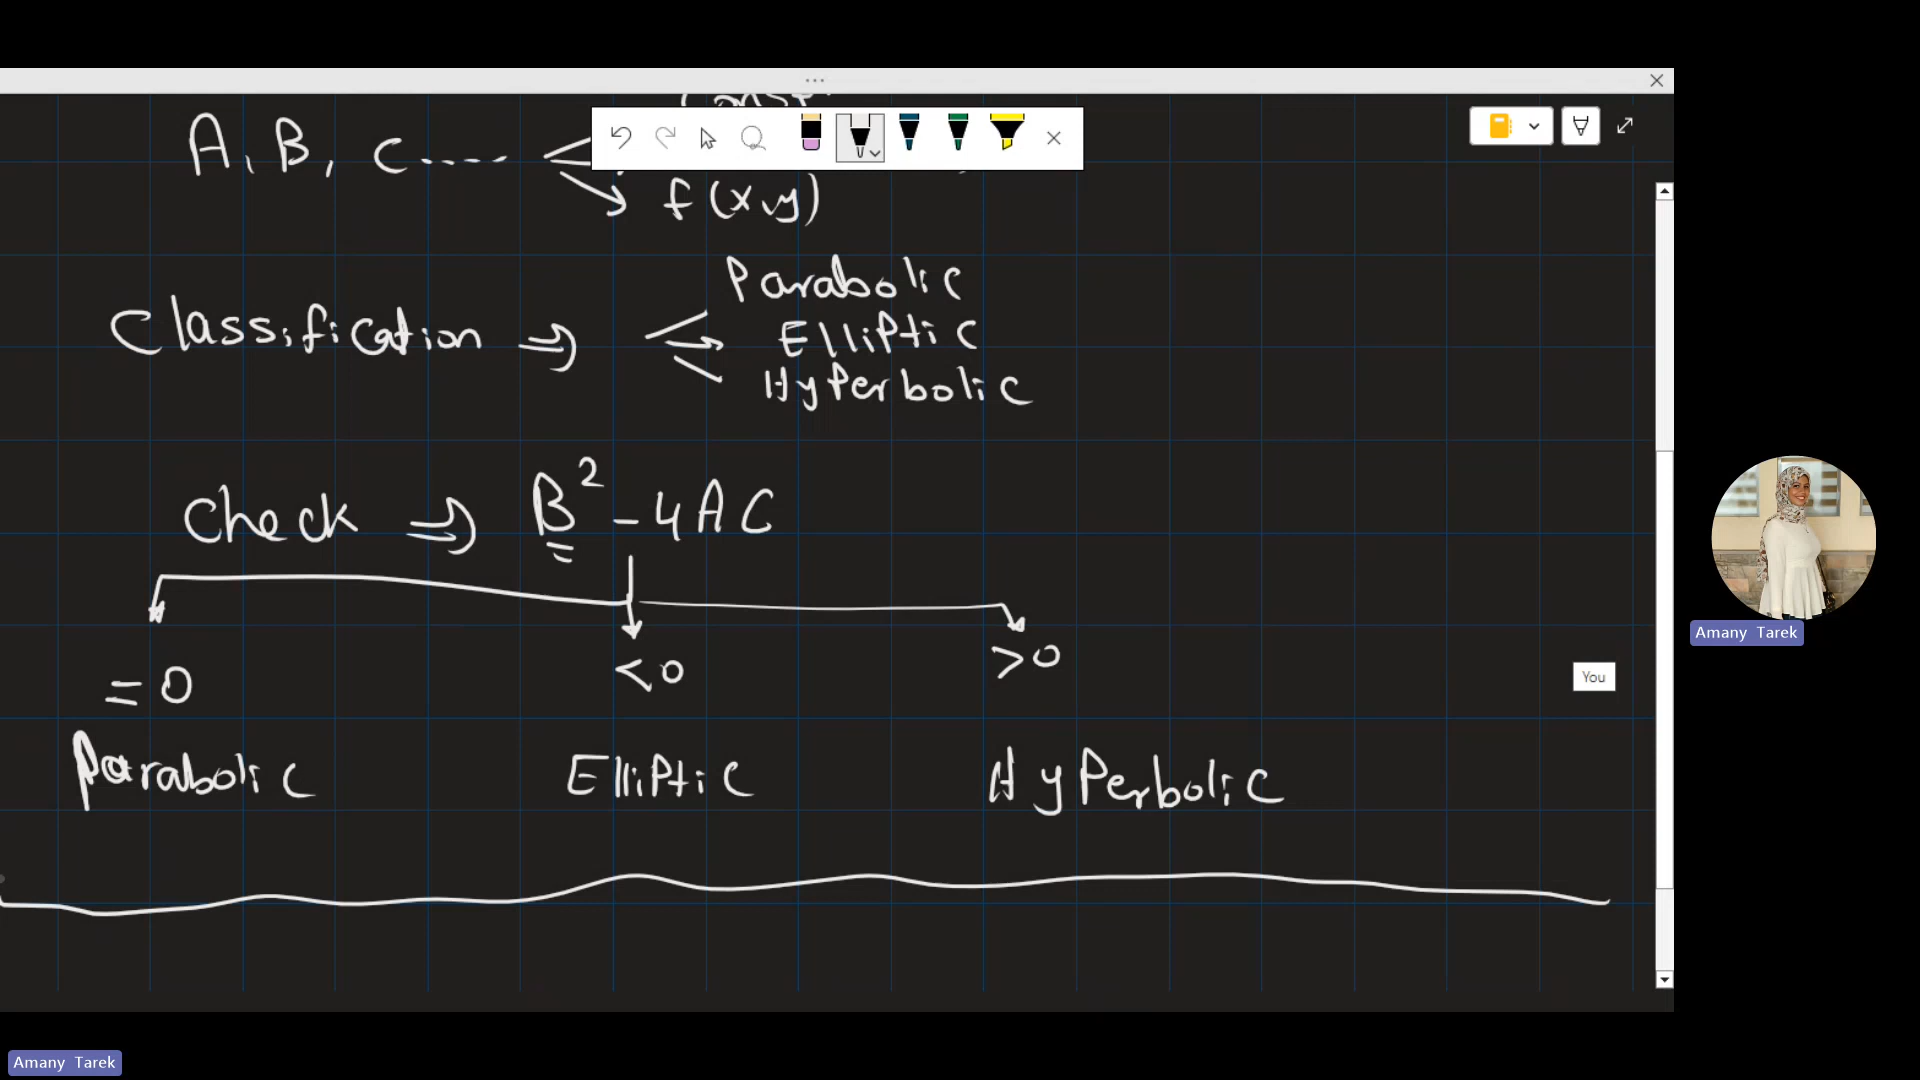 A, B, C ----
f(x,y)
Parabolic
Classification ⇒ Elliptic
Hyperbolic
Check ⇒ B² - 4AC
= 0 < 0 > 0
You
Parabolic Elliptic Hyperbolic
Amany Tarek
Amany Tarek